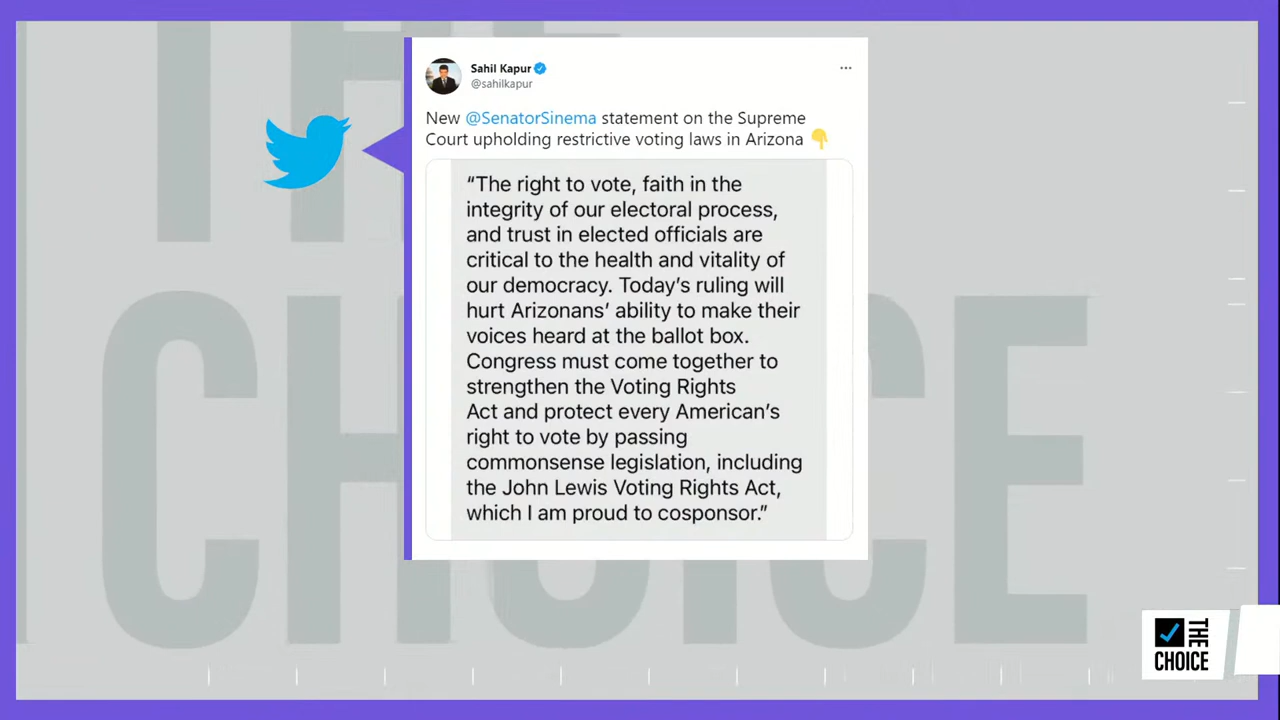 Sahil Kapur
@sahilkapur
New @SenatorSinema statement on the Supreme
Court upholding restrictive voting laws in Arizona
“The right to vote, faith in the
integrity of our electoral process,
and trust in elected officials are
critical to the health and vitality of
our democracy. Today’s ruling will
hurt Arizonans’ ability to make their
voices heard at the ballot box.
Congress must come together to
strengthen the Voting Rights
Act and protect every American’s
right to vote by passing
commonsense legislation, including
the John Lewis Voting Rights Act,
which I am proud to cosponsor.”
CHOICE
THE
CHOICE